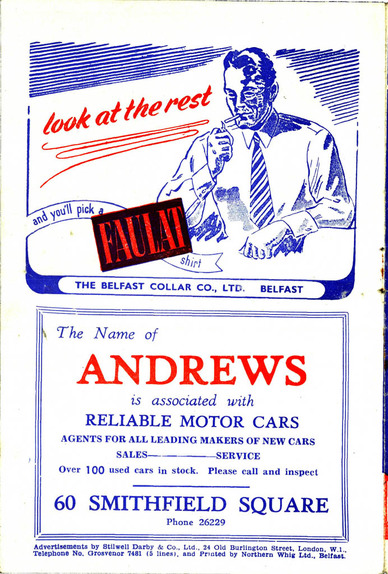 look at the rest
and you'll pick a
FAULAT
shirt
THE BELFAST COLLAR CO., LTD. BELFAST
The Name of
ANDREWS
is associated with
RELIABLE MOTOR CARS
AGENTS FOR ALL LEADING MAKERS OF NEW CARS
SALES—————SERVICE
Over 100 used cars in stock. Please call and inspect
60 SMITHFIELD SQUARE
Phone 26229
Advertisements by Stilwell Darby & Co., Ltd., 24 Old Burlington Street, London, W.1.,
Telephone No. Grosvenor 7481 (5 lines), and Printed by Northern Whig Ltd., Belfast.